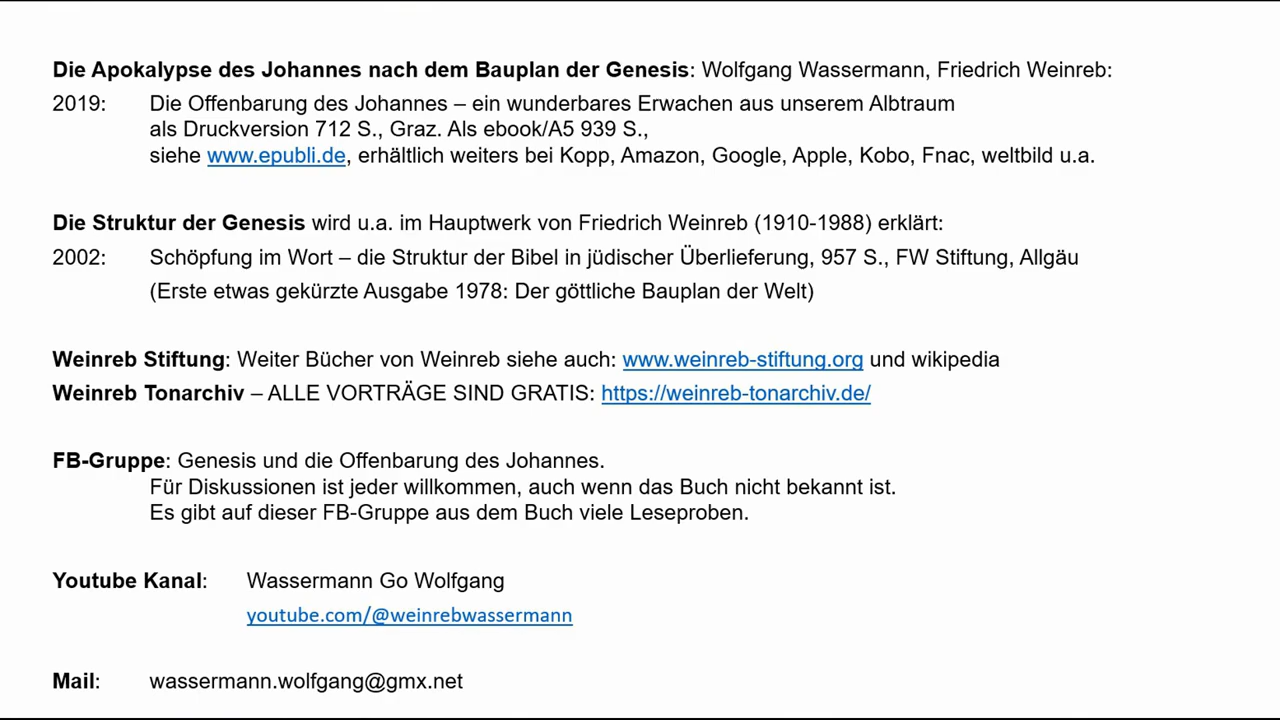 Die Apokalypse des Johannes nach dem Bauplan der Genesis: Wolfgang Wassermann, Friedrich Weinreb:
2019: Die Offenbarung des Johannes – ein wunderbares Erwachen aus unserem Albtraum
als Druckversion 712 S., Graz. Als ebook/A5 939 S.,
siehe www.epubli.de, erhältlich weiters bei Kopp, Amazon, Google, Apple, Kobo, Fnac, weltbild u.a.
Die Struktur der Genesis wird u.a. im Hauptwerk von Friedrich Weinreb (1910-1988) erklärt:
2002: Schöpfung im Wort – die Struktur der Bibel in jüdischer Überlieferung, 957 S., FW Stiftung, Allgäu
(Erste etwas gekürzte Ausgabe 1978: Der göttliche Bauplan der Welt)
Weinreb Stiftung: Weiter Bücher von Weinreb siehe auch: www.weinreb-stiftung.org und wikipedia
Weinreb Tonarchiv – ALLE VORTRÄGE SIND GRATIS: https://weinreb-tonarchiv.de/
FB-Gruppe: Genesis und die Offenbarung des Johannes.
Für Diskussionen ist jeder willkommen, auch wenn das Buch nicht bekannt ist.
Es gibt auf dieser FB-Gruppe aus dem Buch viele Leseproben.
Youtube Kanal: Wassermann Go Wolfgang
youtube.com/@weinrebwassermann
Mail: wassermann.wolfgang@gmx.net